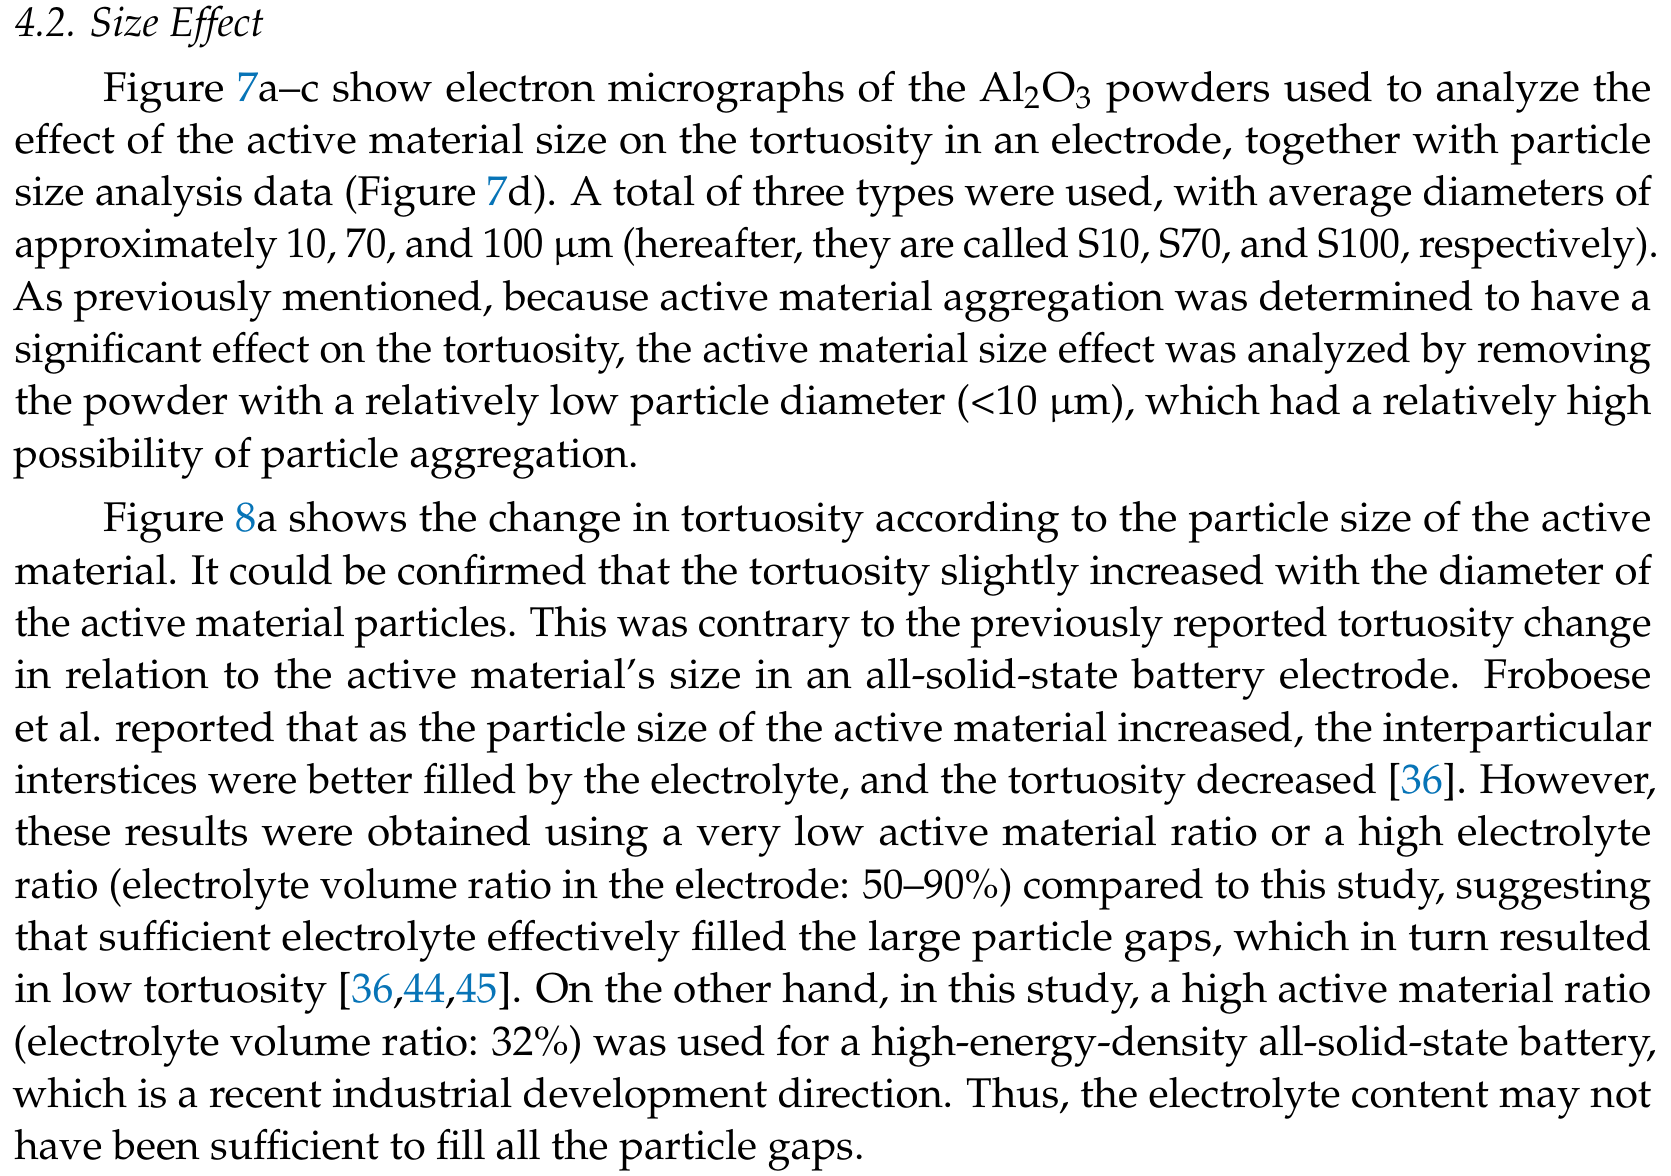 4.2. Size Effect
Figure 7a–c show electron micrographs of the Al₂O₃ powders used to analyze the
effect of the active material size on the tortuosity in an electrode, together with particle
size analysis data (Figure 7d). A total of three types were used, with average diameters of
approximately 10, 70, and 100 μm (hereafter, they are called S10, S70, and S100, respectively).
As previously mentioned, because active material aggregation was determined to have a
significant effect on the tortuosity, the active material size effect was analyzed by removing
the powder with a relatively low particle diameter (<10 μm), which had a relatively high
possibility of particle aggregation.
Figure 8a shows the change in tortuosity according to the particle size of the active
material. It could be confirmed that the tortuosity slightly increased with the diameter of
the active material particles. This was contrary to the previously reported tortuosity change
in relation to the active material’s size in an all-solid-state battery electrode. Froboese
et al. reported that as the particle size of the active material increased, the interparticular
interstices were better filled by the electrolyte, and the tortuosity decreased [36]. However,
these results were obtained using a very low active material ratio or a high electrolyte
ratio (electrolyte volume ratio in the electrode: 50–90%) compared to this study, suggesting
that sufficient electrolyte effectively filled the large particle gaps, which in turn resulted
in low tortuosity [36,44,45]. On the other hand, in this study, a high active material ratio
(electrolyte volume ratio: 32%) was used for a high-energy-density all-solid-state battery,
which is a recent industrial development direction. Thus, the electrolyte content may not
have been sufficient to fill all the particle gaps.